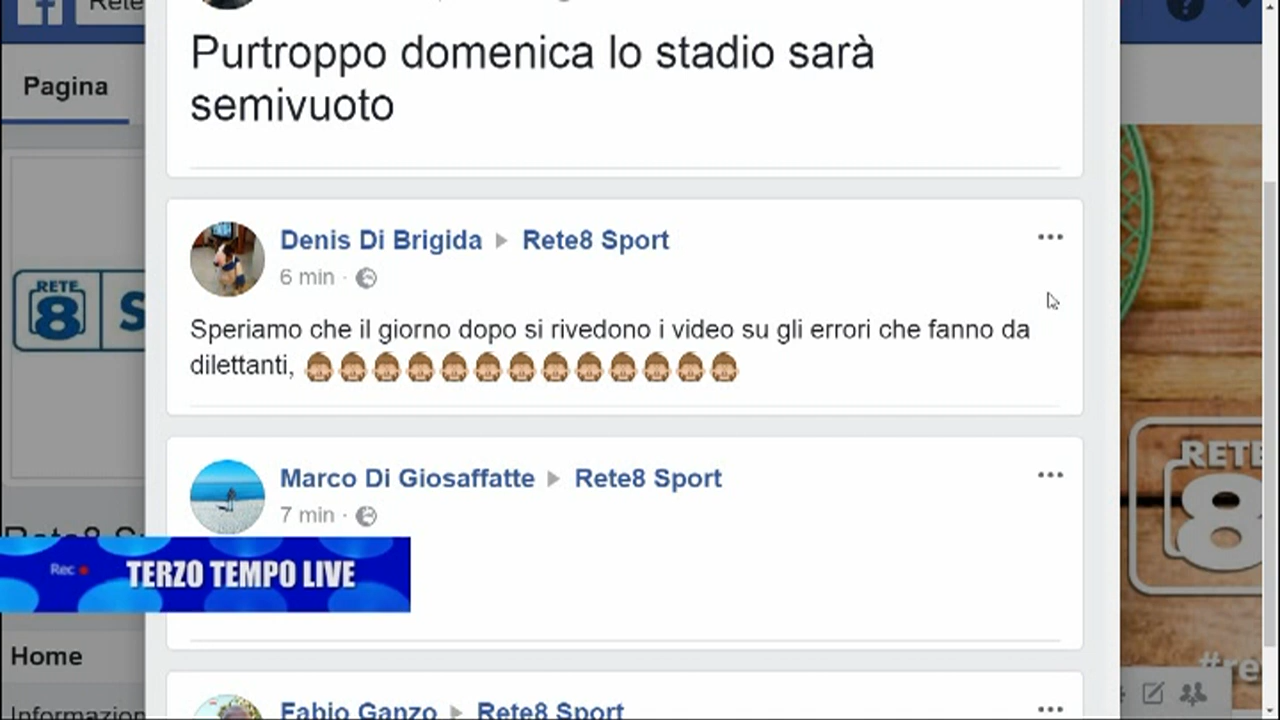 Rete
Pagina
Purtroppo domenica lo stadio sarà
semivuoto
Denis Di Brigida Rete8 Sport
6 min ·
Speriamo che il giorno dopo si rivedono i video su gli errori che fanno da
dilettanti,
RETE
8 S
Marco Di Giosaffatte Rete8 Sport
7 min ·
RETE
8
Rec
TERZO TEMPO LIVE
Home
#re
Fabio Ganzo Rete8 Sport
Informazion